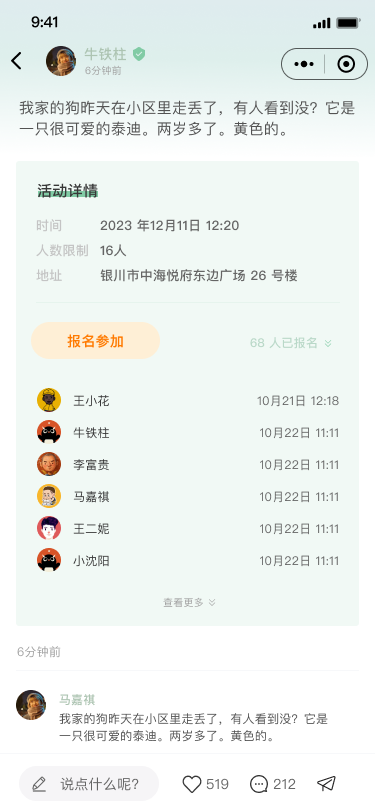 9:41
牛铁柱
6分钟前
我家的狗昨天在小区里走丢了，有人看到没？它是
一只很可爱的泰迪。两岁多了。黄色的。
活动详情
时间 2023 年12月11日 12:20
人数限制 16人
地址 银川市中海悦府东边广场 26 号楼
报名参加 68 人已报名
王小花 10月21日 12:18
牛铁柱 10月22日 11:11
李富贵 10月22日 11:11
马嘉祺 10月22日 11:11
王二妮 10月22日 11:11
小沈阳 10月22日 11:11
查看更多
6分钟前
马嘉祺
我家的狗昨天在小区里走丢了，有人看到没？它是
一只很可爱的泰迪。两岁多了。黄色的。
说点什么呢？ 519 212